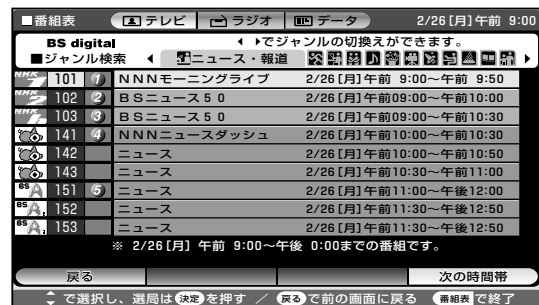 ■番組表 テレビ ラジオ データ 2/26 [月] 午前 9:00
BS digital ◀ ▶でジャンルの切換えができます。
■ジャンル検索 ◀ ニュース・報道 ▶
NHK 101 1 NNNモーニングライブ 2/26 [月] 午前 9:00～午前 9:50
NHK 102 2 BSニュース50 2/26 [月] 午前09:00～午前10:00
NHK 103 3 BSニュース50 2/26 [月] 午前09:00～午前10:30
141 4 NNNニュースダッシュ 2/26 [月] 午前10:00～午前10:30
142 ニュース 2/26 [月] 午前10:00～午前10:50
143 ニュース 2/26 [月] 午前10:30～午前11:00
BS A 151 5 ニュース 2/26 [月] 午前11:00～午後12:00
BS A 152 ニュース 2/26 [月] 午前11:30～午後12:50
BS A 153 ニュース 2/26 [月] 午前11:30～午後12:50
※ 2/26 [月] 午前 9:00～午後 0:00までの番組です。
戻る 次の時間帯
で選択し、選局は 決定 を押す ／ 戻る で前の画面に戻る 番組表 で終了